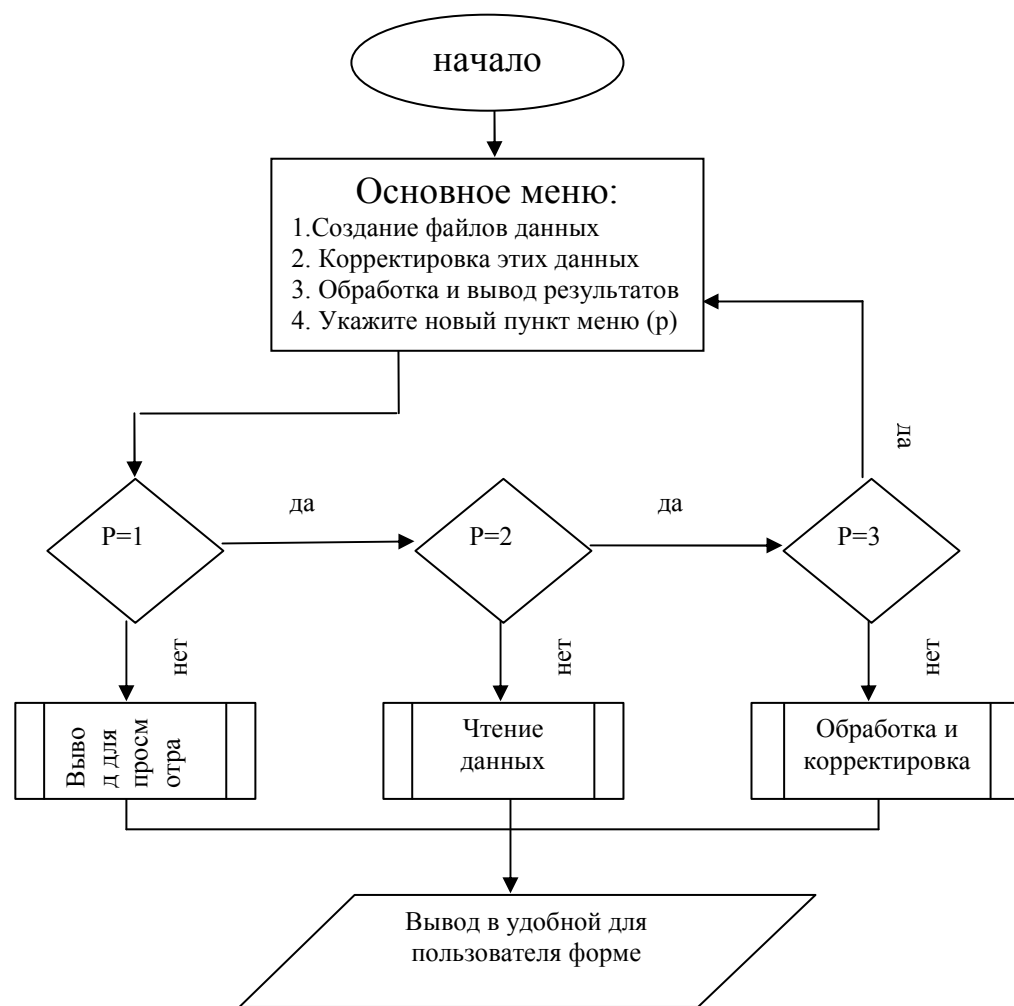 начало
Основное меню:
1.Создание файлов данных
2. Корректировка этих данных
3. Обработка и вывод результатов
4. Укажите новый пункт меню (р)
да
да
да
P=1
P=2
P=3
нет
нет
нет
Выво
д для
просм
отра
Чтение
данных
Обработка и
корректировка
Вывод в удобной для
пользователя форме